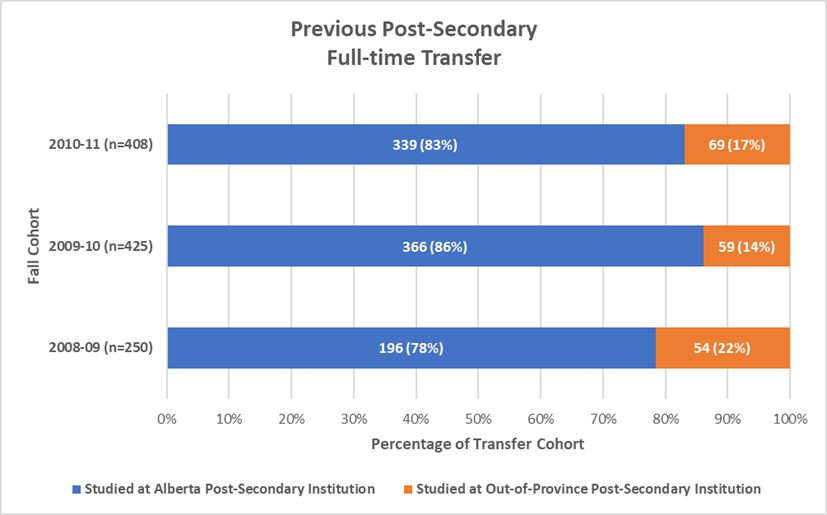 Previous Post-Secondary
Full-time Transfer
Fall Cohort
2010-11 (n=408)
339 (83%)
69 (17%)
2009-10 (n=425)
366 (86%)
59 (14%)
2008-09 (n=250)
196 (78%)
54 (22%)
0% 10% 20% 30% 40% 50% 60% 70% 80% 90% 100%
Percentage of Transfer Cohort
Studied at Alberta Post-Secondary Institution
Studied at Out-of-Province Post-Secondary Institution